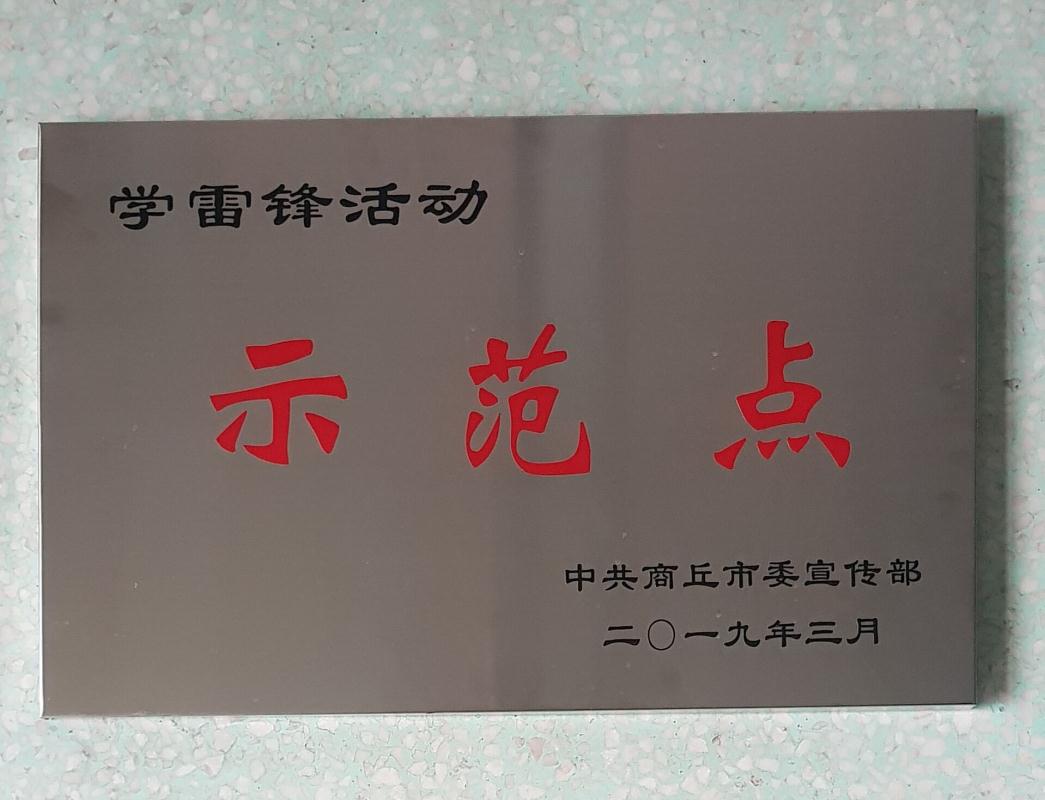 学雷锋活动
示范点
中共商丘市委宣传部
二〇一九年三月